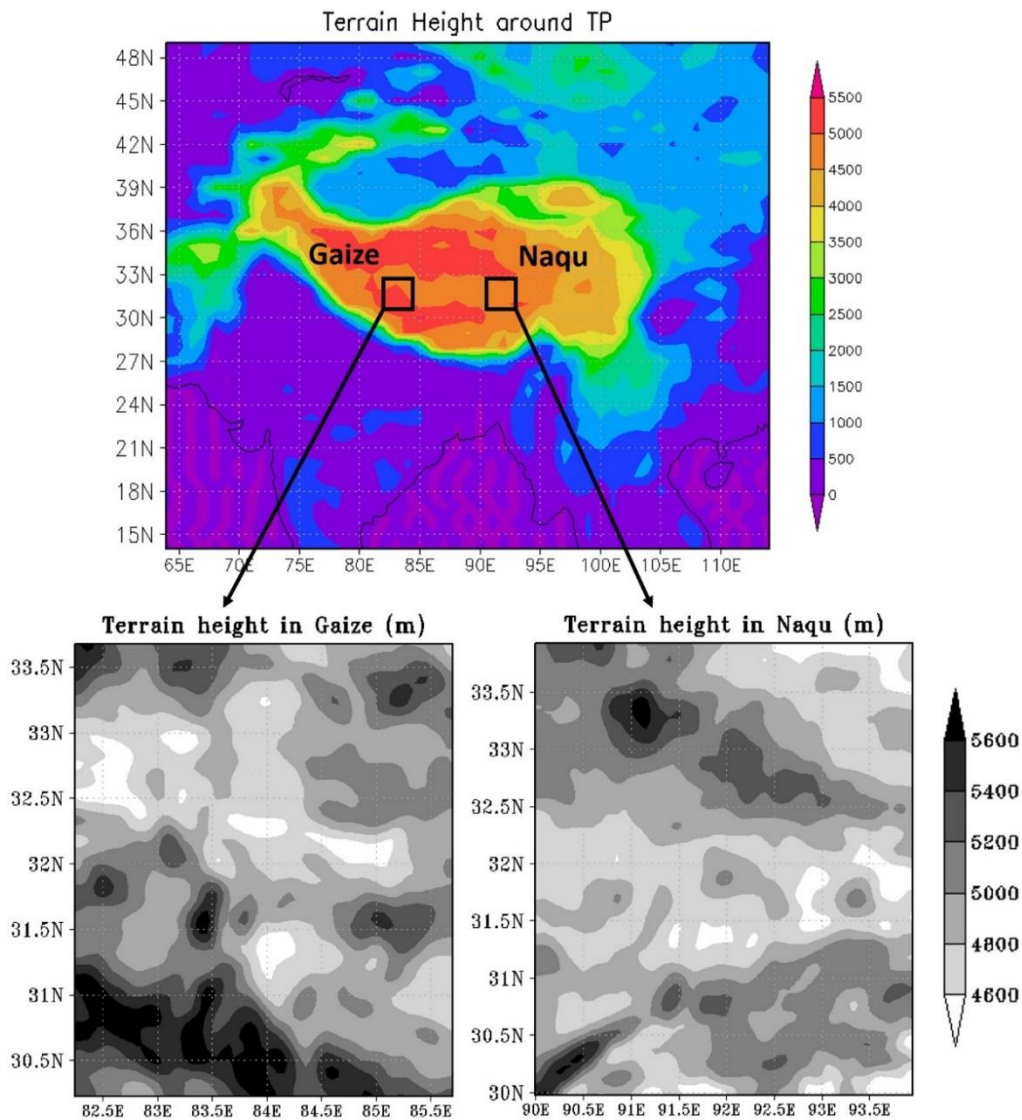 Terrain Height around TP
48N
45N
42N
39N
36N
33N
30N
27N
24N
21N
18N
15N
65E 70E 75E 80E 85E 90E 95E 100E 105E 110E
Gaize
Naqu
5500
5000
4500
4000
3500
3000
2500
2000
1500
1000
500
0
Terrain height in Gaize (m)
33.5N
33N
32.5N
32N
31.5N
31N
30.5N
82.5E 83E 83.5E 84E 84.5E 85E 85.5E
Terrain height in Naqu (m)
33.5N
33N
32.5N
32N
31.5N
31N
30.5N
30N
90E 90.5E 91E 91.5E 92E 92.5E 93E 93.5E
5600
5400
5200
5000
4800
4600